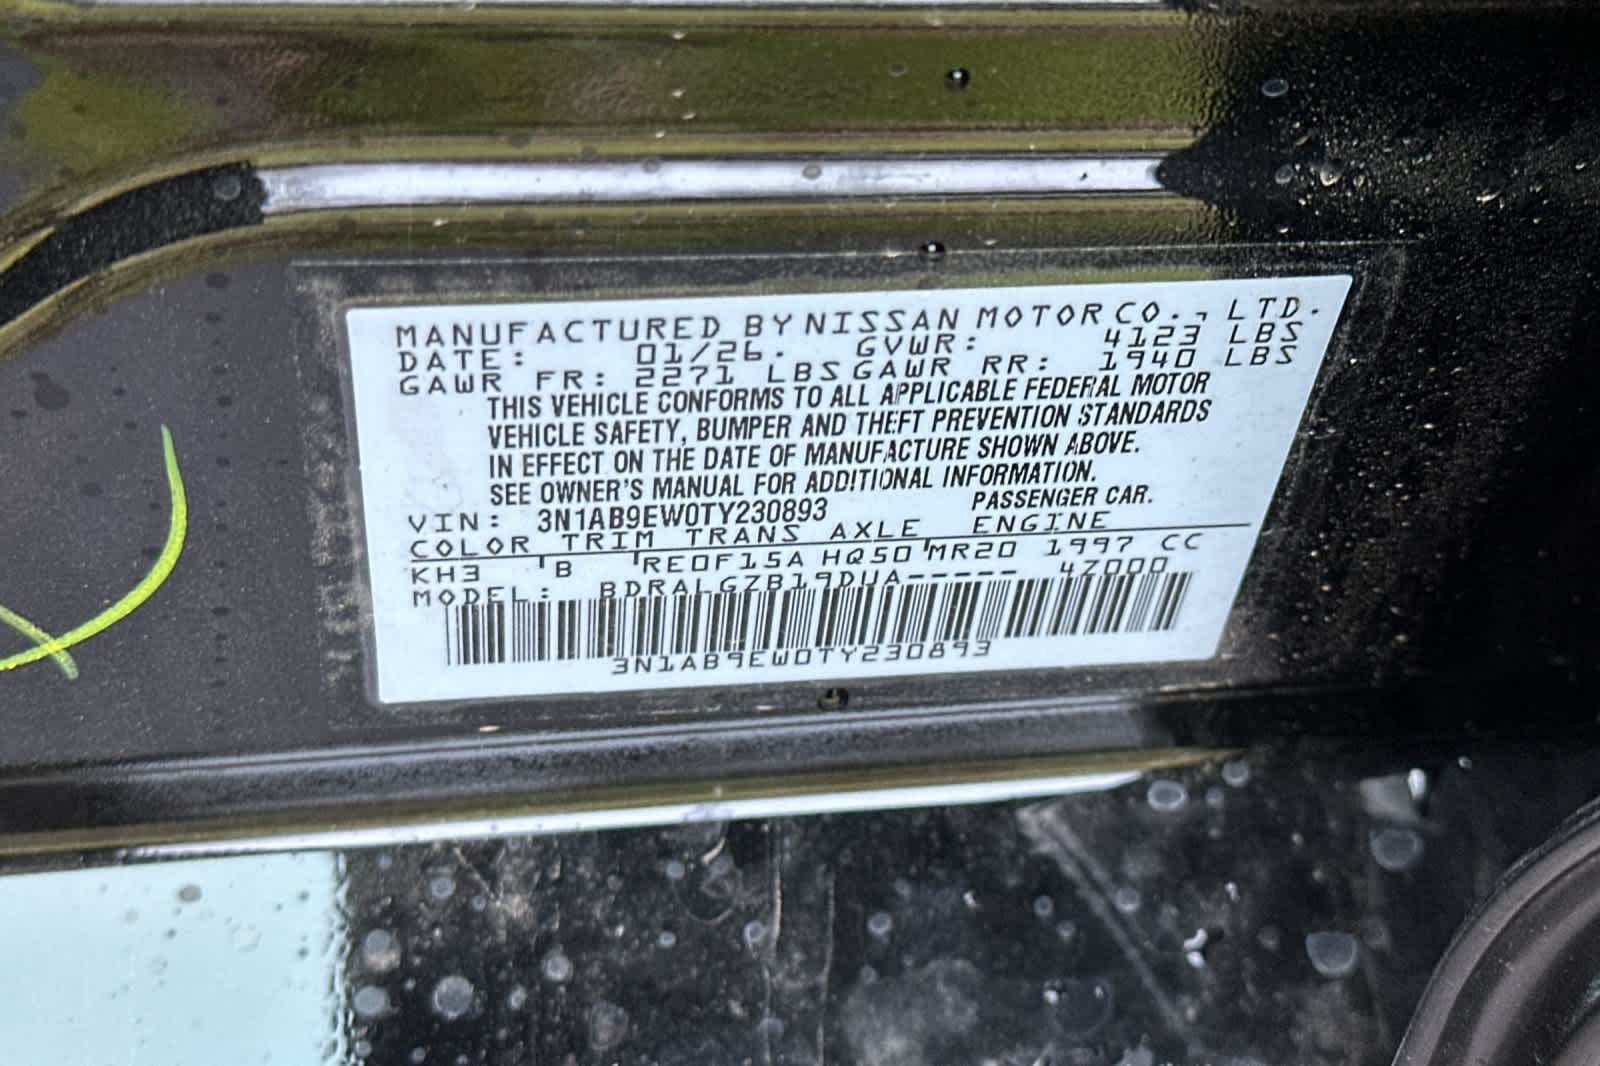 MANUFACTURED BY NISSAN MOTOR CO., LTD.
DATE: 01/26. GVWR: 4123 LBS
GAWR FR: 2271 LBS GAWR RR: 1940 LBS
THIS VEHICLE CONFORMS TO ALL APPLICABLE FEDERAL MOTOR
VEHICLE SAFETY, BUMPER AND THEFT PREVENTION STANDARDS
IN EFFECT ON THE DATE OF MANUFACTURE SHOWN ABOVE.
SEE OWNER'S MANUAL FOR ADDITIONAL INFORMATION.
VIN: 3N1AB9EW0TY230893 PASSENGER CAR.
COLOR TRIM TRANS AXLE ENGINE
KH3 B RE0F15A HQ50 MR20 1997 CC
MODEL: BDRALGZB19DUA----- 47000
3N1AB9EW0TY230893